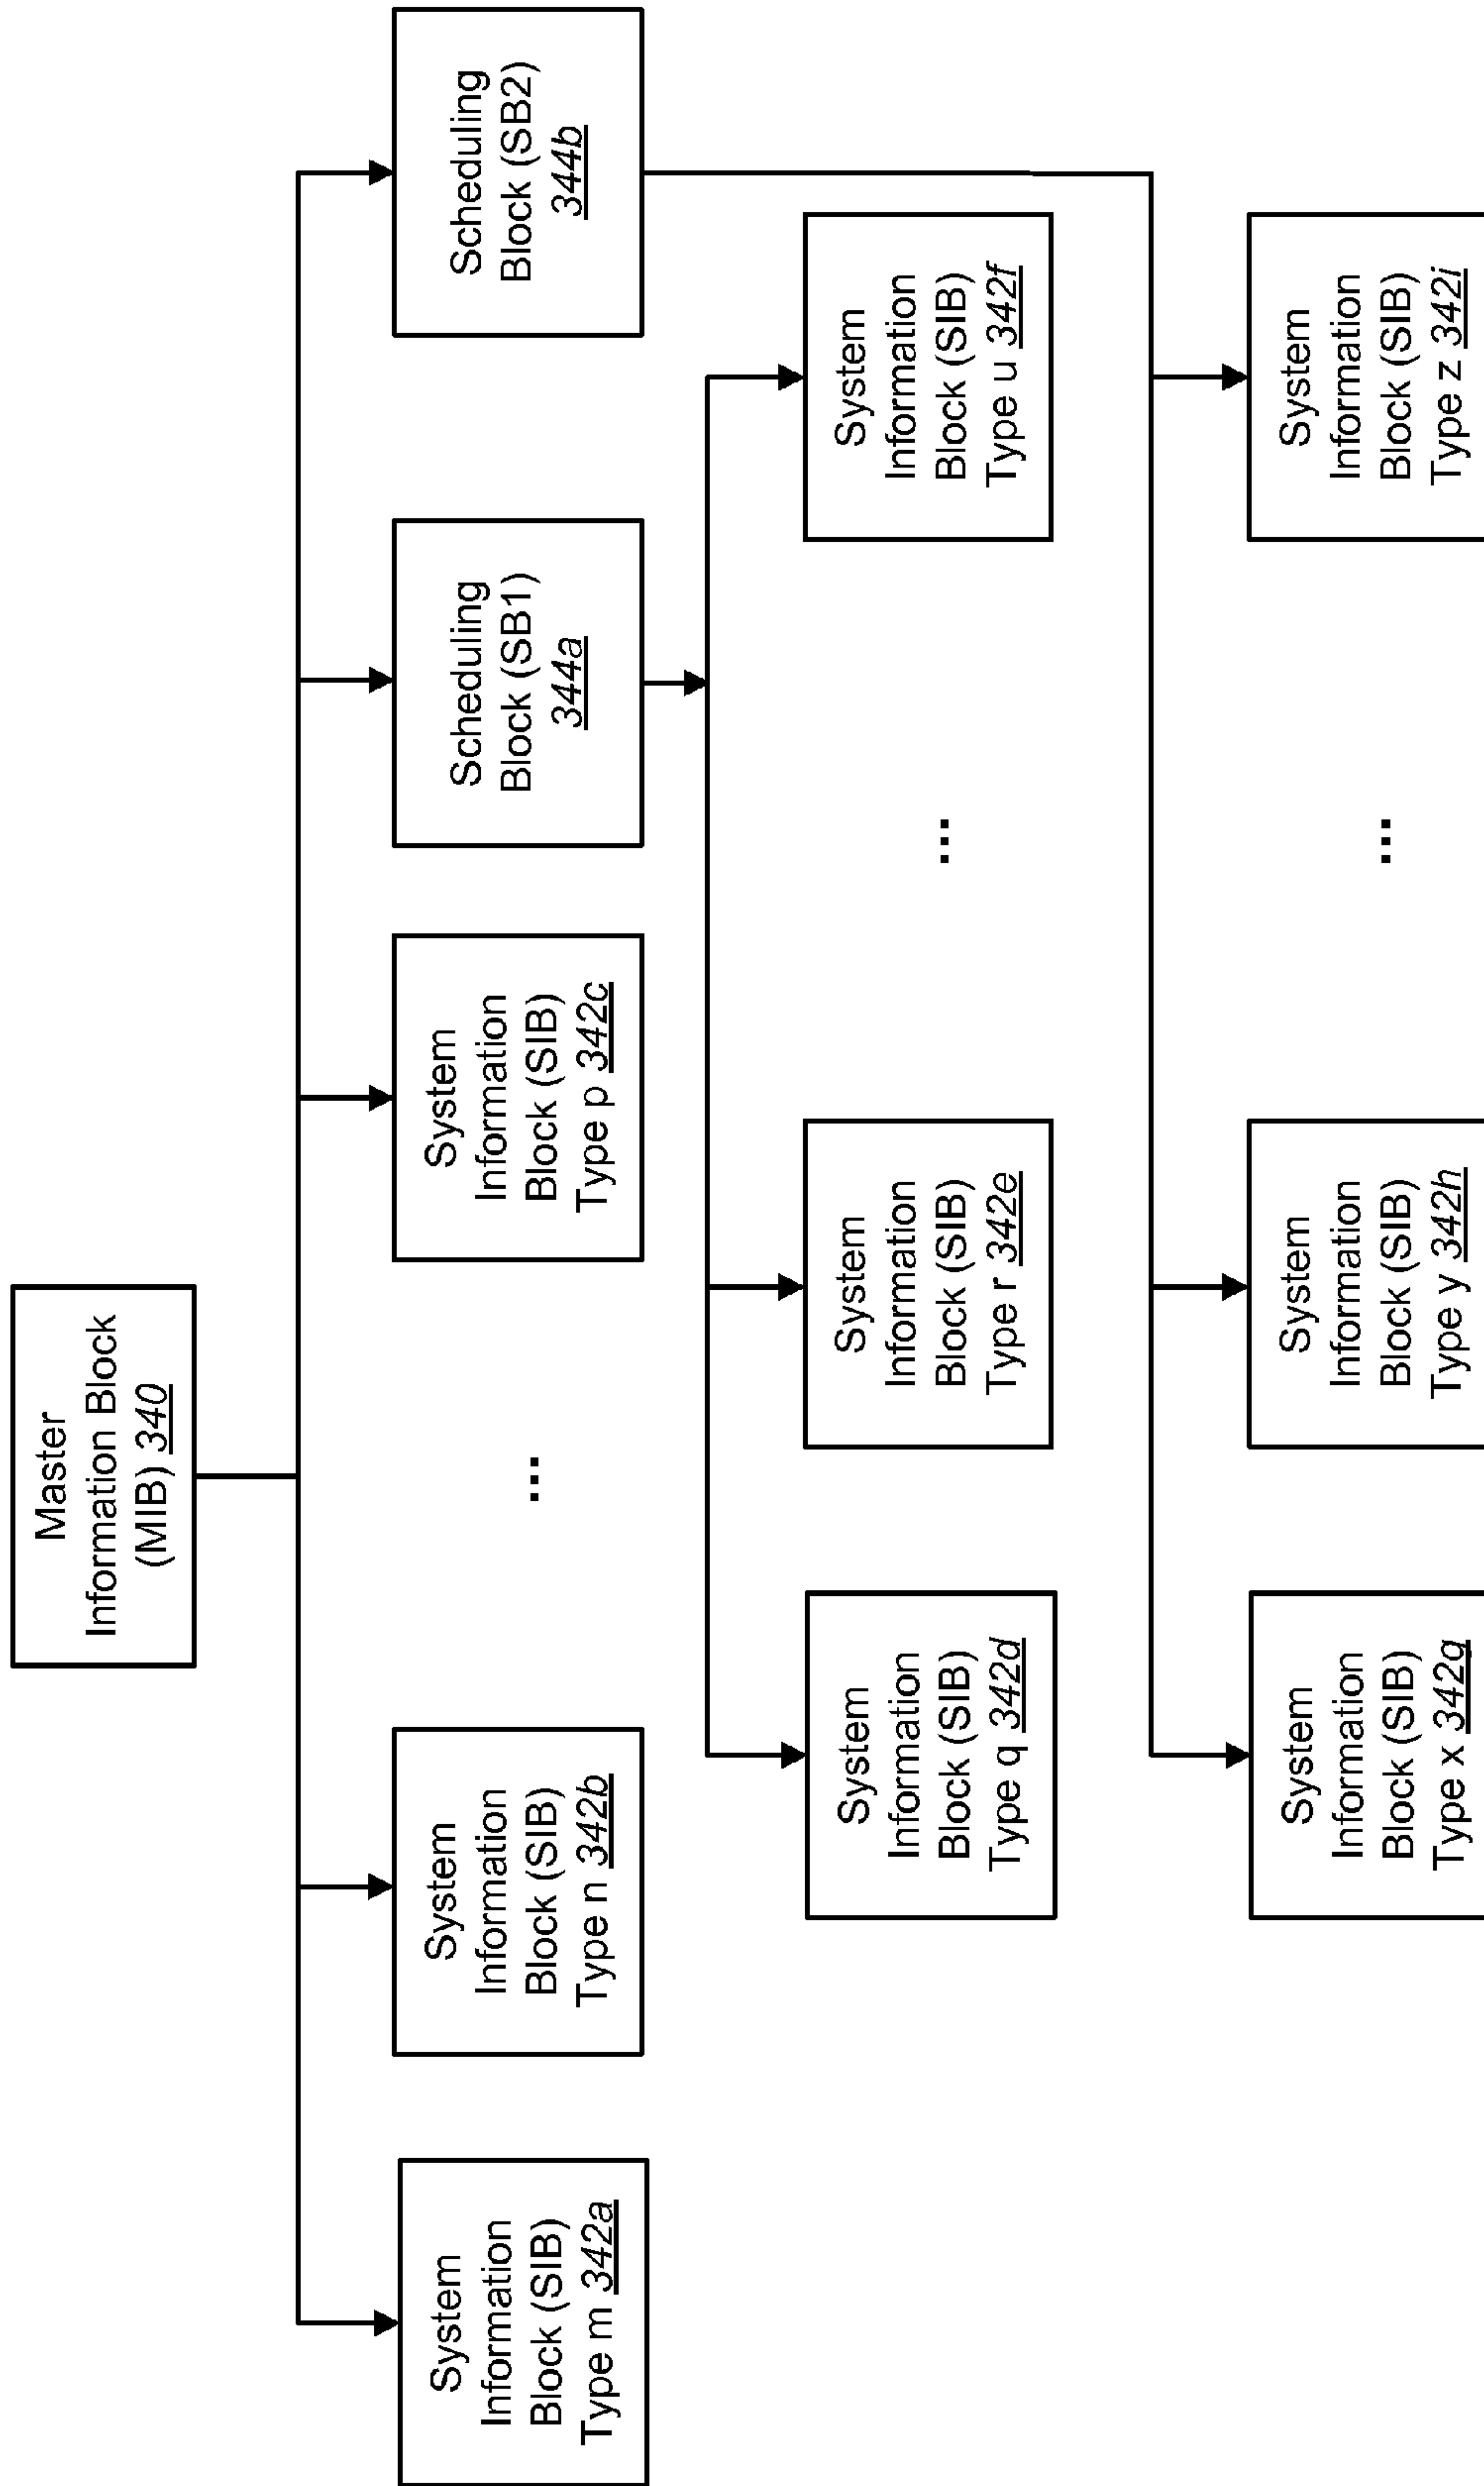 Master
Information Block
(MIB) 340
System
Information
Block (SIB)
Type m 342a
System
Information
Block (SIB)
Type n 342b
...
System
Information
Block (SIB)
Type p 342c
Scheduling
Block (SB1)
344a
Scheduling
Block (SB2)
344b
System
Information
Block (SIB)
Type q 342d
System
Information
Block (SIB)
Type r 342e
...
System
Information
Block (SIB)
Type u 342f
System
Information
Block (SIB)
Type x 342g
System
Information
Block (SIB)
Type y 342h
...
System
Information
Block (SIB)
Type z 342i